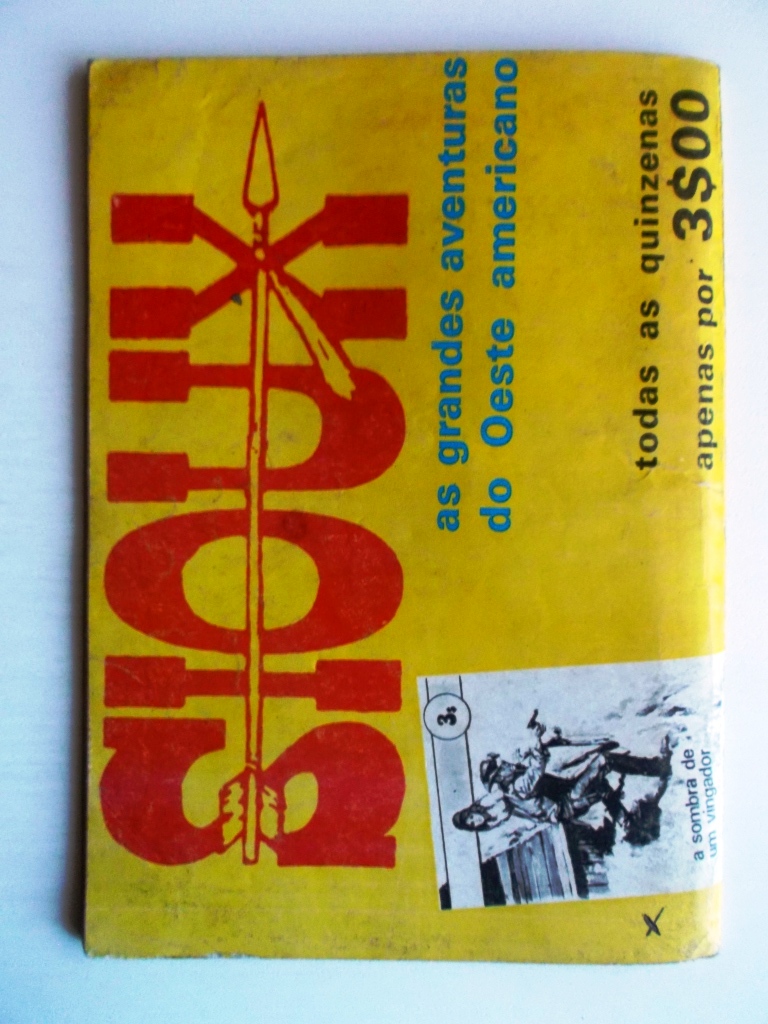 SIOUX
as grandes aventuras
do Oeste americano
todas as quinzenas
apenas por 3$00
3$
a sombra de
um vingador
x